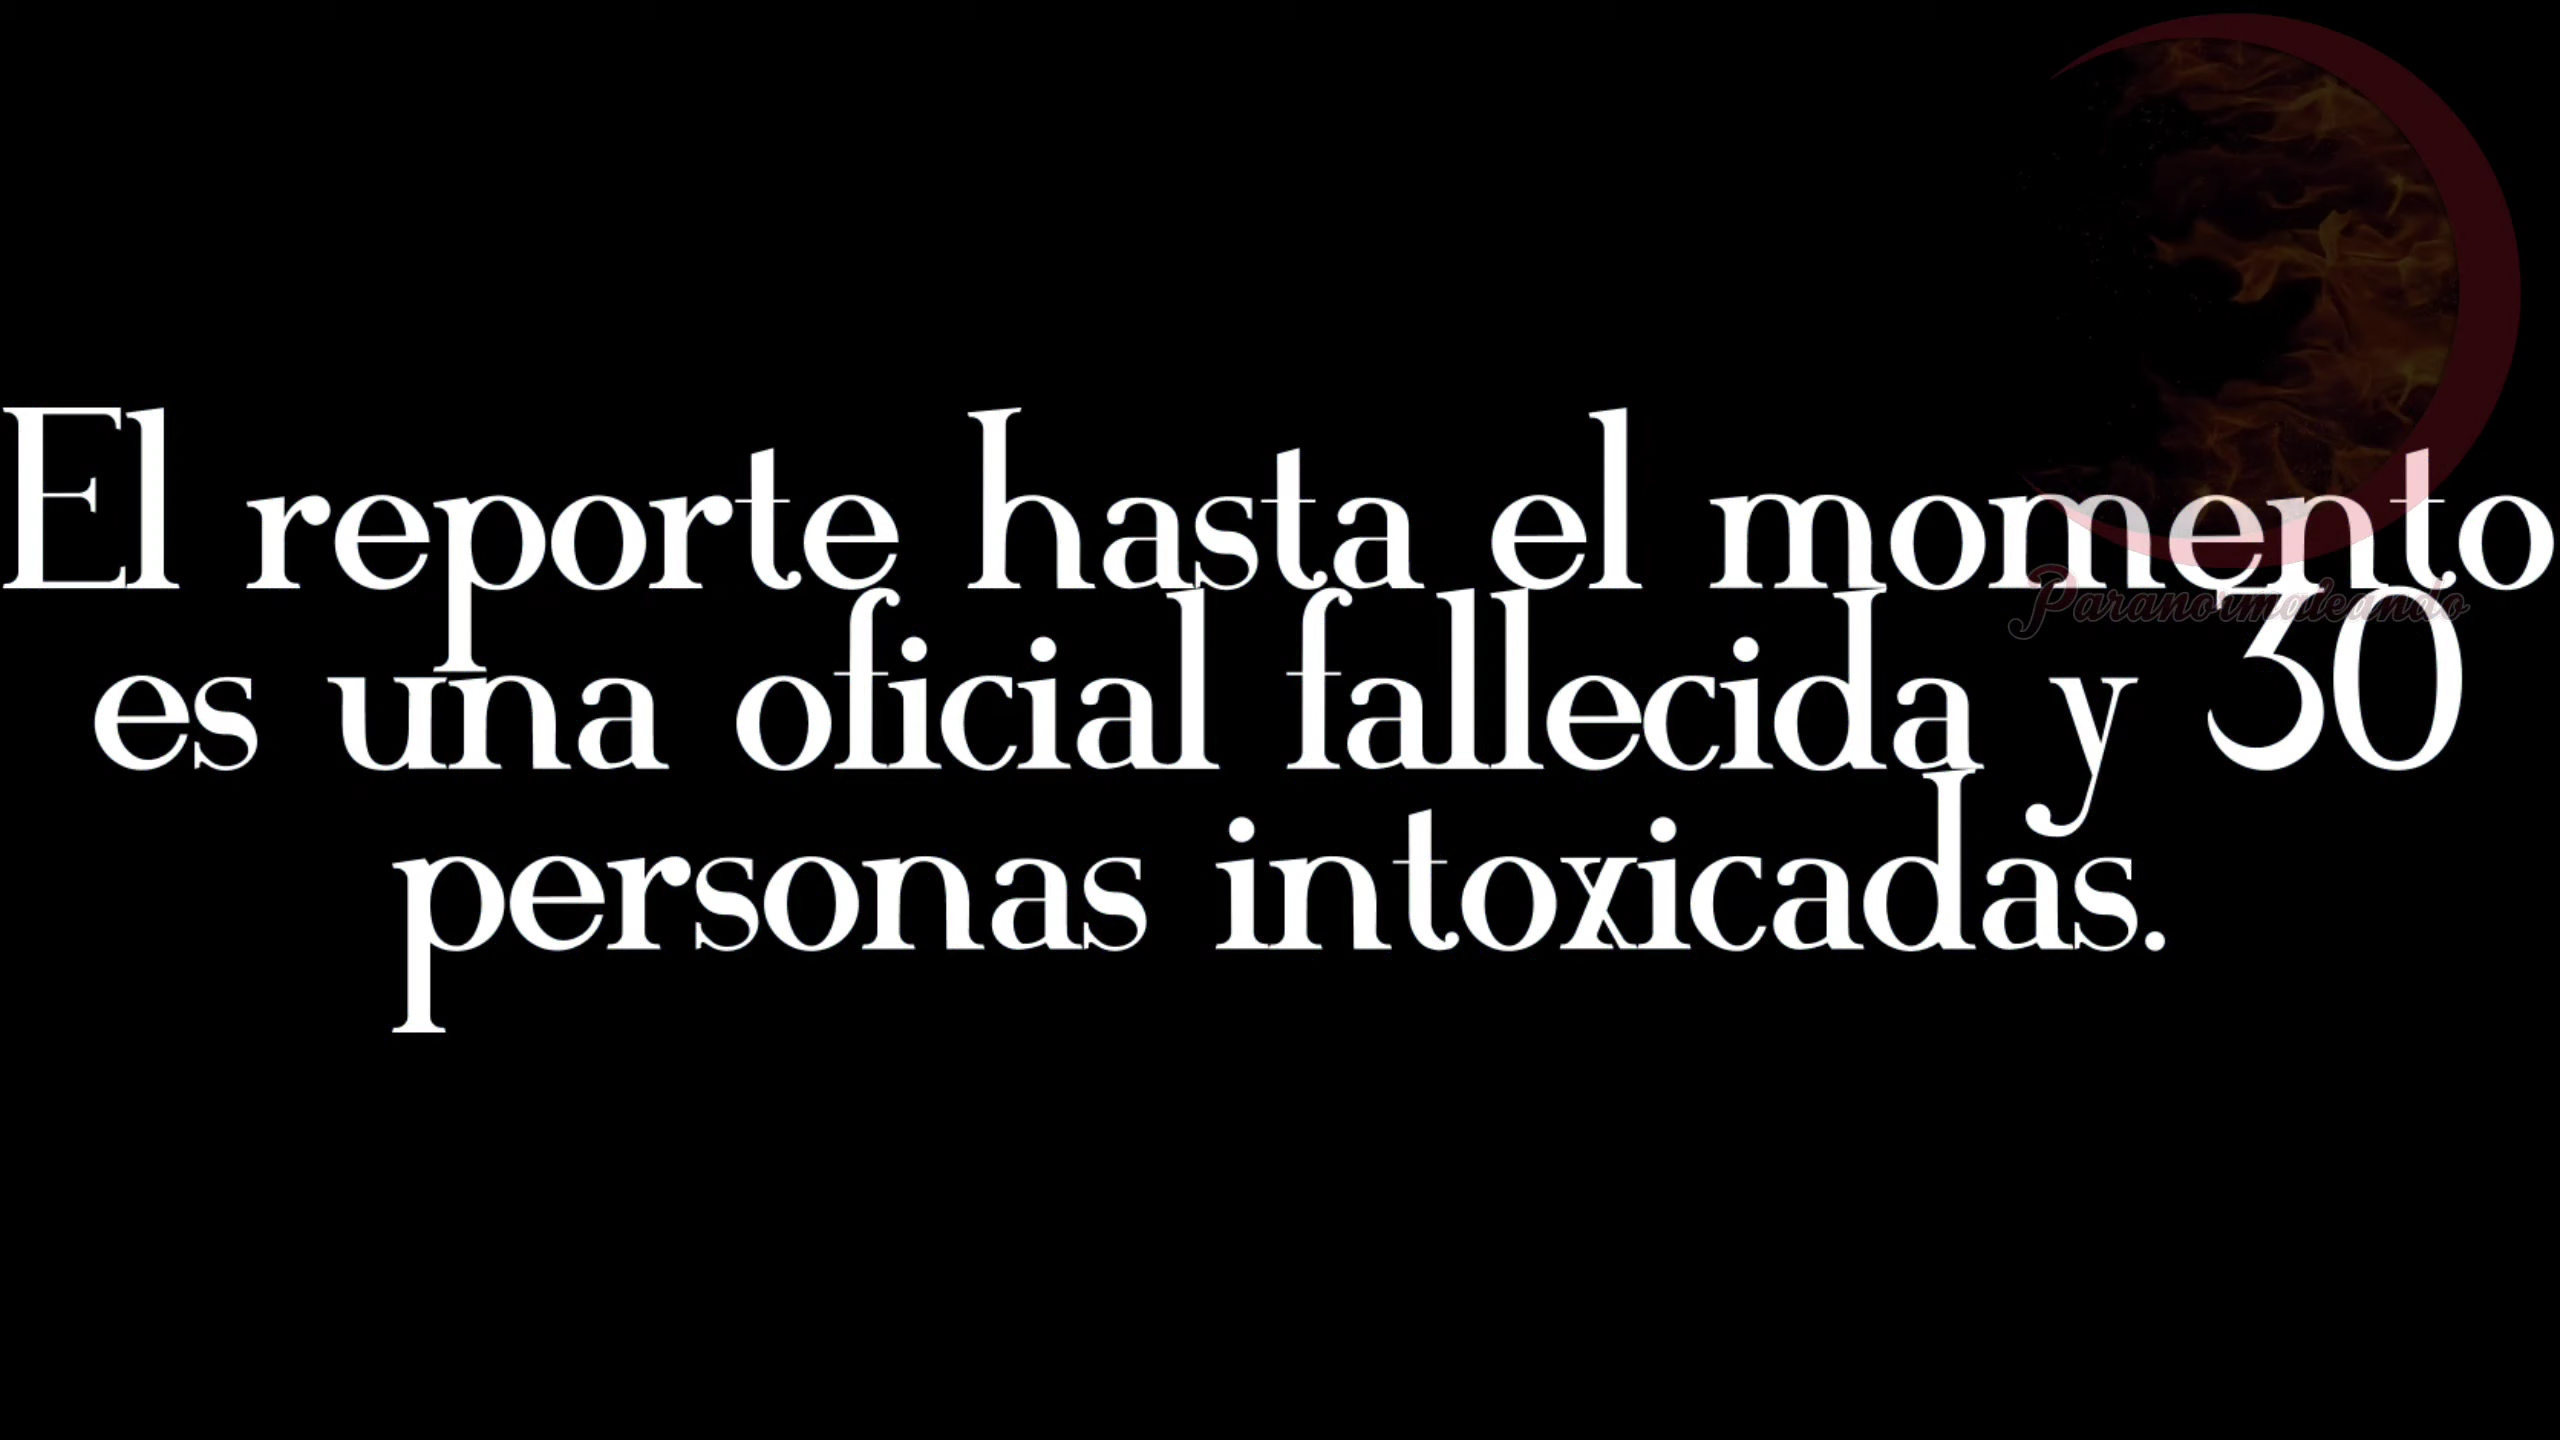 El reporte hasta el momento
es una oficial fallecida y 30
personas intoxicadas.
Paranormaleando